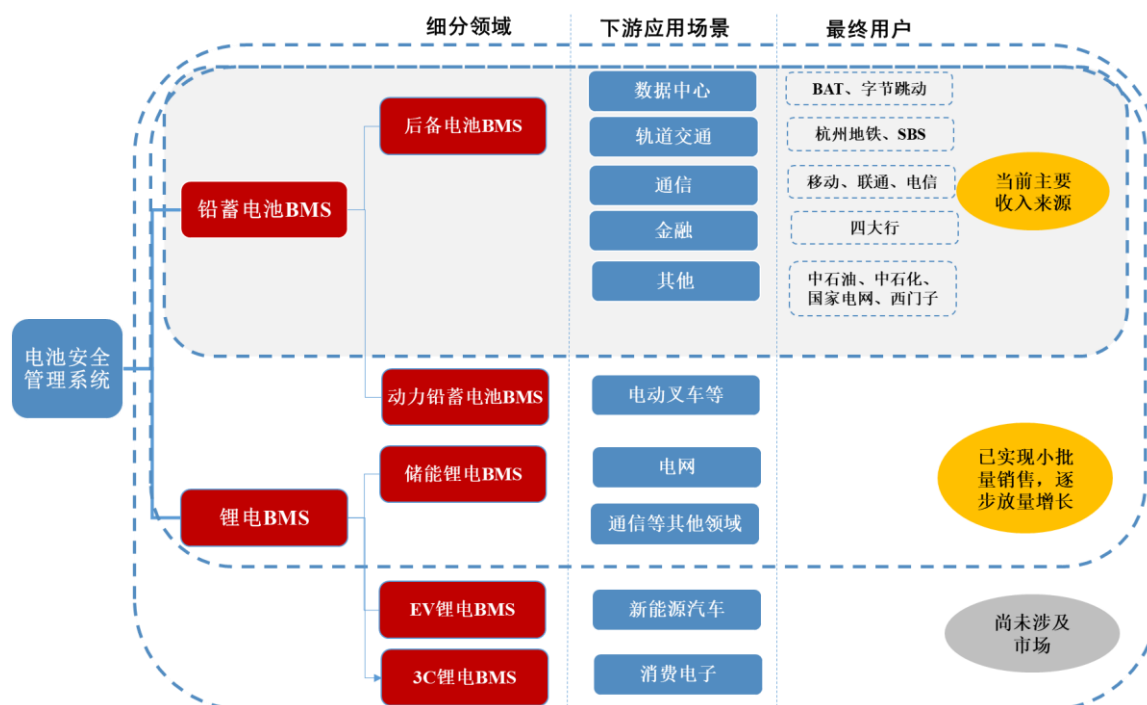 细分领域
下游应用场景
最终用户
数据中心
BAT、字节跳动
后备电池BMS
轨道交通
杭州地铁、SBS
通信
移动、联通、电信
当前主要
收入来源
铅蓄电池BMS
金融
四大行
其他
中石油、中石化、
国家电网、西门子
电池安全
管理系统
动力铅蓄电池BMS
电动叉车等
储能锂电BMS
电网
已实现小批
量销售，逐
步放量增长
锂电BMS
通信等其他领域
EV锂电BMS
新能源汽车
尚未涉及
市场
3C锂电BMS
消费电子